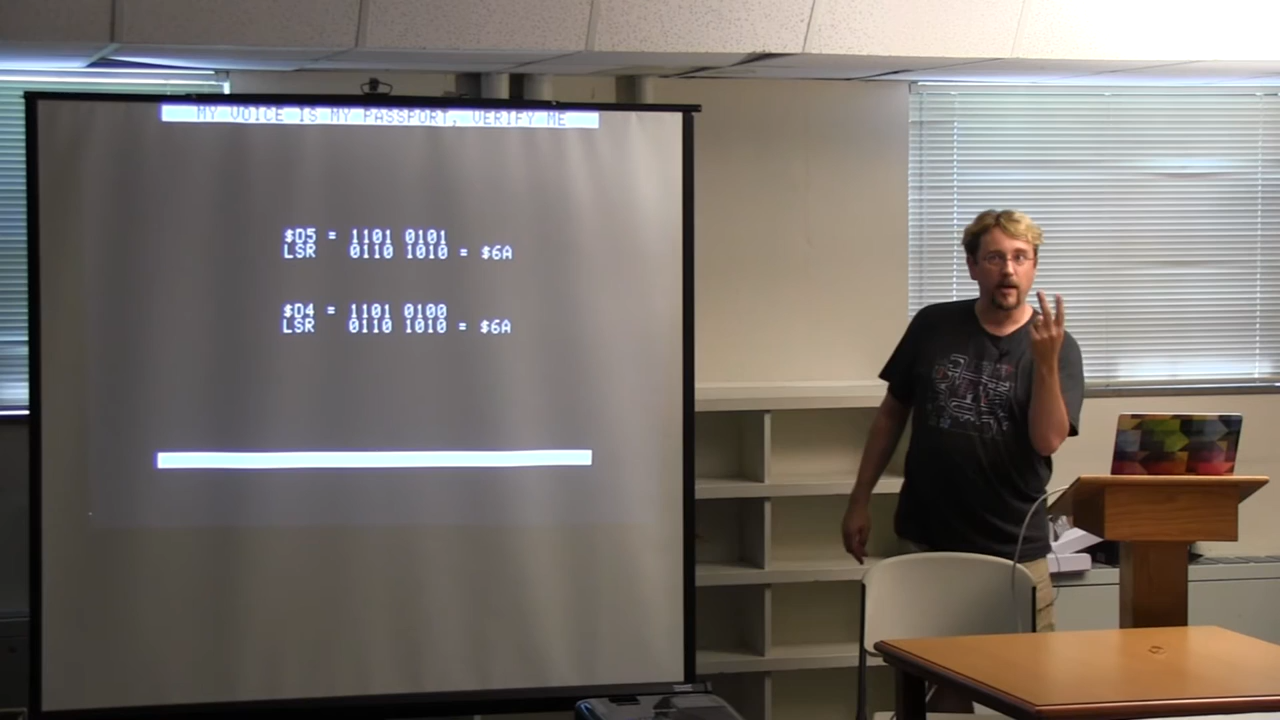 MY VOICE IS MY PASSPORT, VERIFY ME
$D5 = 1101 0101
LSR 0110 1010 = $6A
$D4 = 1101 0100
LSR 0110 1010 = $6A